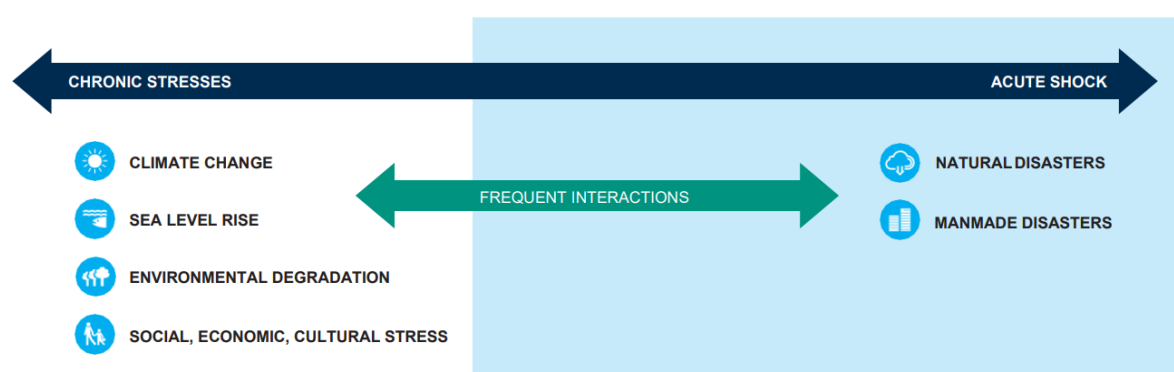 CHRONIC STRESSES
ACUTE SHOCK
CLIMATE CHANGE
SEA LEVEL RISE
ENVIRONMENTAL DEGRADATION
SOCIAL, ECONOMIC, CULTURAL STRESS
FREQUENT INTERACTIONS
NATURAL DISASTERS
MANMADE DISASTERS